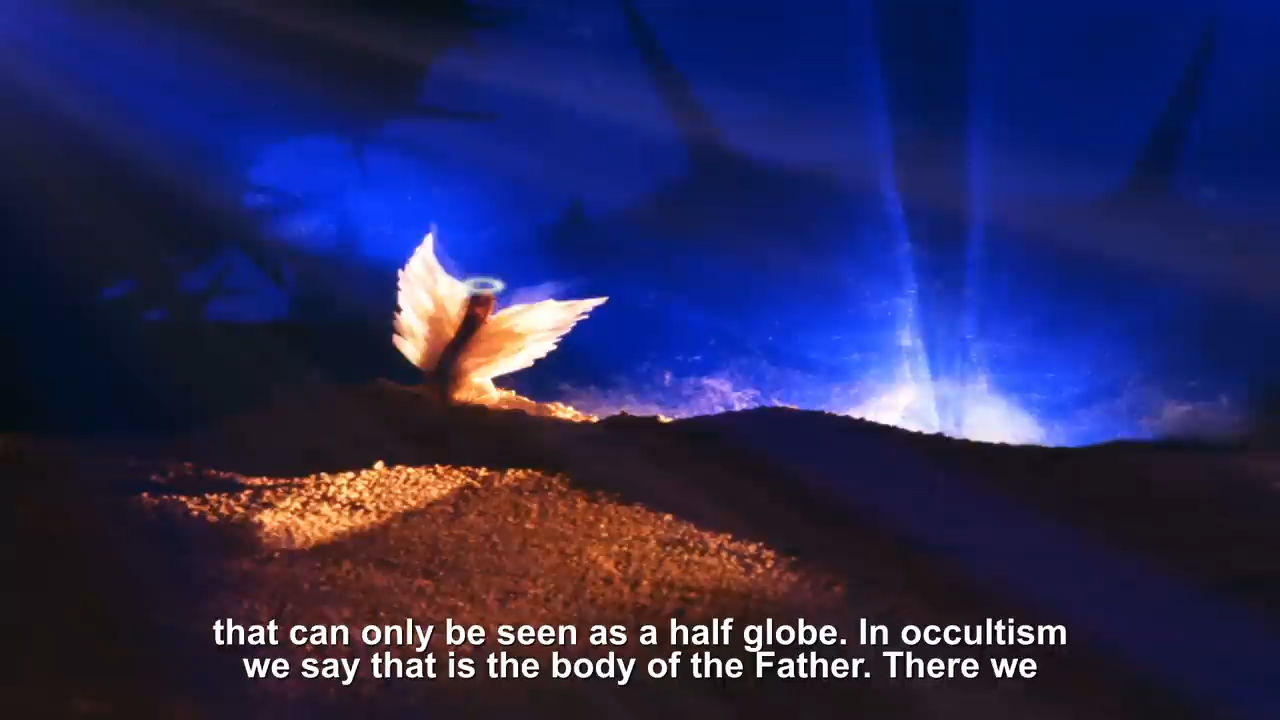 that can only be seen as a half globe. In occultism
we say that is the body of the Father. There we